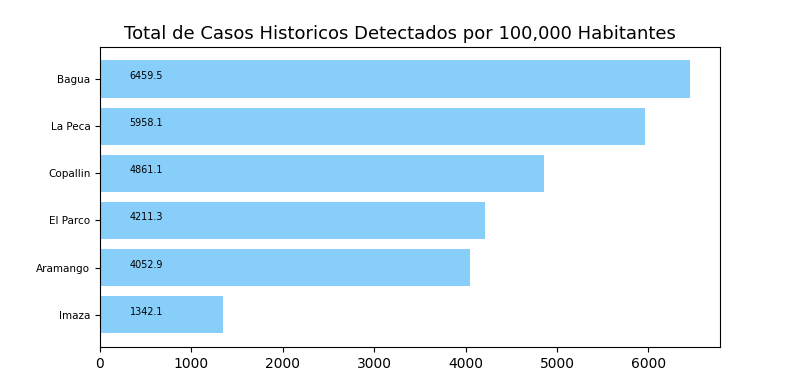 Total de Casos Historicos Detectados por 100,000 Habitantes
Bagua 6459.5
La Peca 5958.1
Copallin 4861.1
El Parco 4211.3
Aramango 4052.9
Imaza 1342.1
0 1000 2000 3000 4000 5000 6000